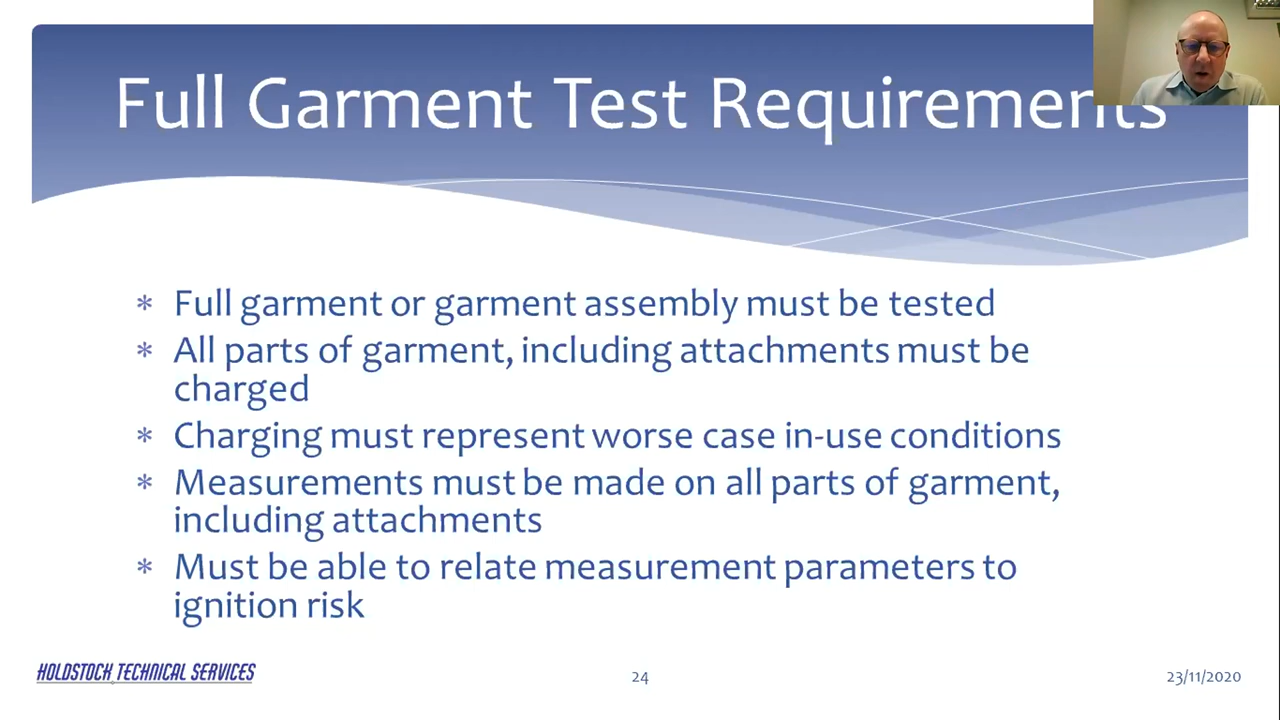 Full Garment Test Requirements
* Full garment or garment assembly must be tested
* All parts of garment, including attachments must be
charged
* Charging must represent worse case in-use conditions
* Measurements must be made on all parts of garment,
including attachments
* Must be able to relate measurement parameters to
ignition risk
HOLDSTOCK TECHNICAL SERVICES
24
23/11/2020